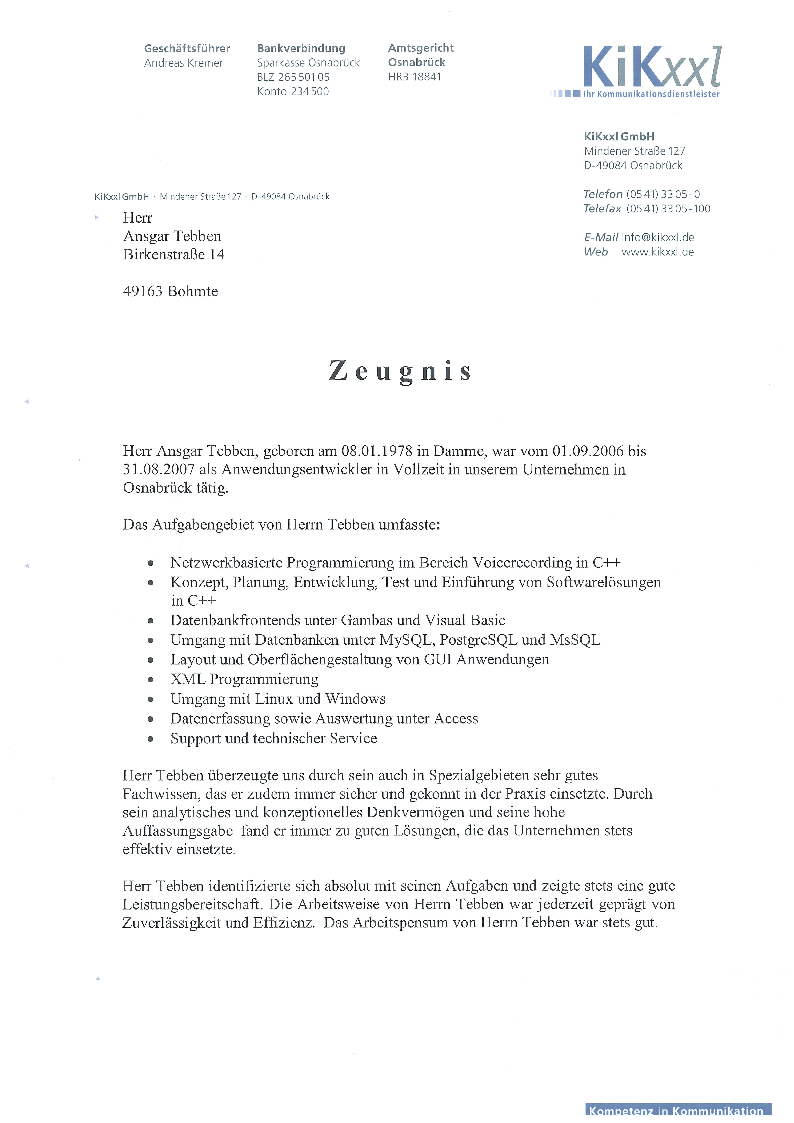 Geschäftsführer
Andreas Kremer
Bankverbindung
Sparkasse Osnabrück
BLZ 265 501 05
Konto 234 500
Amtsgericht
Osnabrück
HRB 18841
KiKxxl
Ihr Kommunikationsdienstleister
KiKxxl GmbH
Mindener Straße 127
D-49084 Osnabrück
Telefon (05 41) 33 05-0
Telefax (05 41) 33 05-100
E-Mail info@kikxxl.de
Web www.kikxxl.de
KiKxxl GmbH · Mindener Straße 127 · D-49084 Osnabrück
Herr
Ansgar Tebben
Birkenstraße 14
49163 Bohmte
Zeugnis
Herr Ansgar Tebben, geboren am 08.01.1978 in Damme, war vom 01.09.2006 bis
31.08.2007 als Anwendungsentwickler in Vollzeit in unserem Unternehmen in
Osnabrück tätig.
Das Aufgabengebiet von Herrn Tebben umfasste:
• Netzwerkbasierte Programmierung im Bereich Voicerecording in C++
• Konzept, Planung, Entwicklung, Test und Einführung von Softwarelösungen
in C++
• Datenbankfrontends unter Gambas und Visual Basic
• Umgang mit Datenbanken unter MySQL, PostgreSQL und MsSQL
• Layout und Oberflächengestaltung von GUI Anwendungen
• XML Programmierung
• Umgang mit Linux und Windows
• Datenerfassung sowie Auswertung unter Access
• Support und technischer Service
Herr Tebben überzeugte uns durch sein auch in Spezialgebieten sehr gutes
Fachwissen, das er zudem immer sicher und gekonnt in der Praxis einsetzte. Durch
sein analytisches und konzeptionelles Denkvermögen und seine hohe
Auffassungsgabe fand er immer zu guten Lösungen, die das Unternehmen stets
effektiv einsetzte.
Herr Tebben identifizierte sich absolut mit seinen Aufgaben und zeigte stets eine gute
Leistungsbereitschaft. Die Arbeitsweise von Herrn Tebben war jederzeit geprägt von
Zuverlässigkeit und Effizienz. Das Arbeitspensum von Herrn Tebben war stets gut.
Kompetenz in Kommunikation